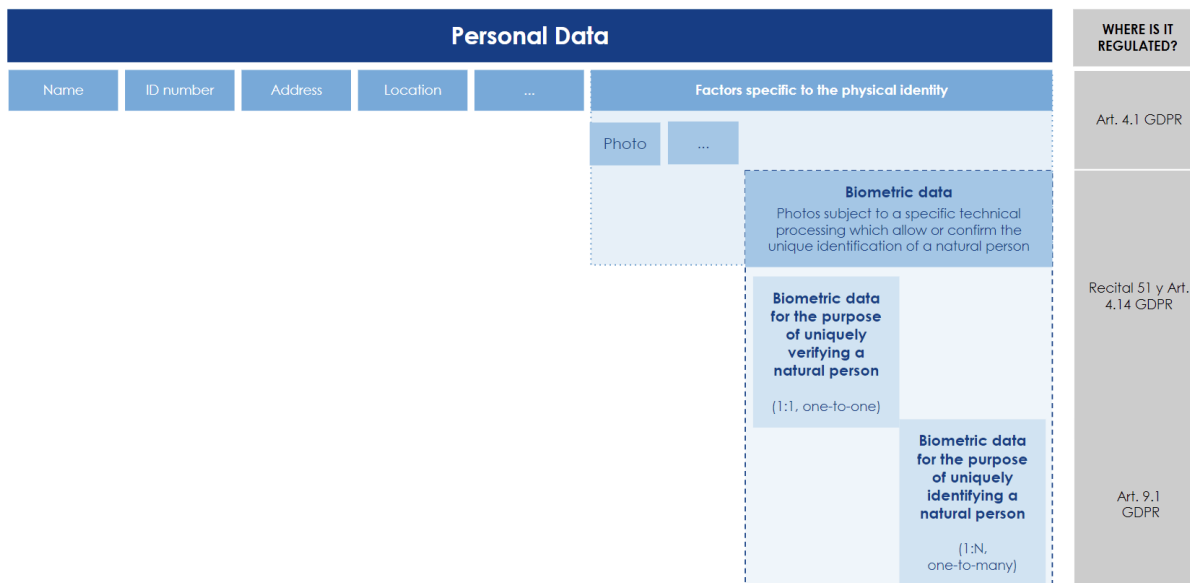 Personal Data
WHERE IS IT
REGULATED?
Name
ID number
Address
Location
...
Factors specific to the physical identity
Art. 4.1 GDPR
Photo
...
Biometric data
Photos subject to a specific technical
processing which allow or confirm the
unique identification of a natural person
Recital 51 y Art.
4.14 GDPR
Biometric data
for the purpose
of uniquely
verifying a
natural person
(1:1, one-to-one)
Biometric data
for the purpose
of uniquely
identifying a
natural person
(1:N,
one-to-many)
Art. 9.1
GDPR